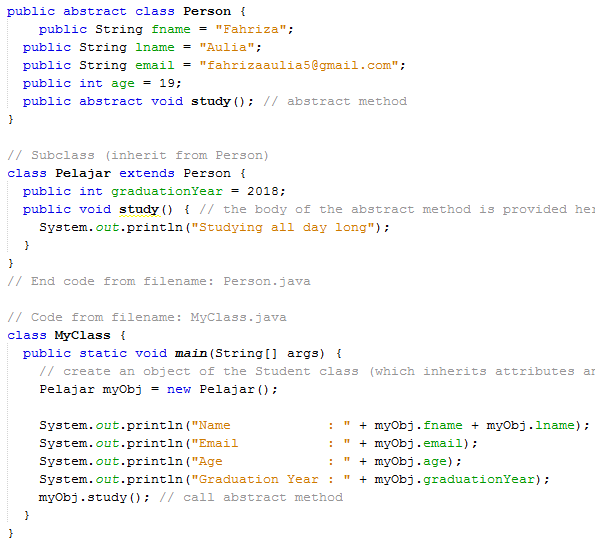 public abstract class Person {
public String fname = "Fahriza";
public String lname = "Aulia";
public String email = "fahrizaaulia5@gmail.com";
public int age = 19;
public abstract void study(); // abstract method
}
// Subclass (inherit from Person)
class Pelajar extends Person {
public int graduationYear = 2018;
public void study() { // the body of the abstract method is provided her
System.out.println("Studying all day long");
}
}
// End code from filename: Person.java
// Code from filename: MyClass.java
class MyClass {
public static void main(String[] args) {
// create an object of the Student class (which inherits attributes an
Pelajar myObj = new Pelajar();
System.out.println("Name            : " + myObj.fname + myObj.lname);
System.out.println("Email           : " + myObj.email);
System.out.println("Age             : " + myObj.age);
System.out.println("Graduation Year : " + myObj.graduationYear);
myObj.study(); // call abstract method
}
}